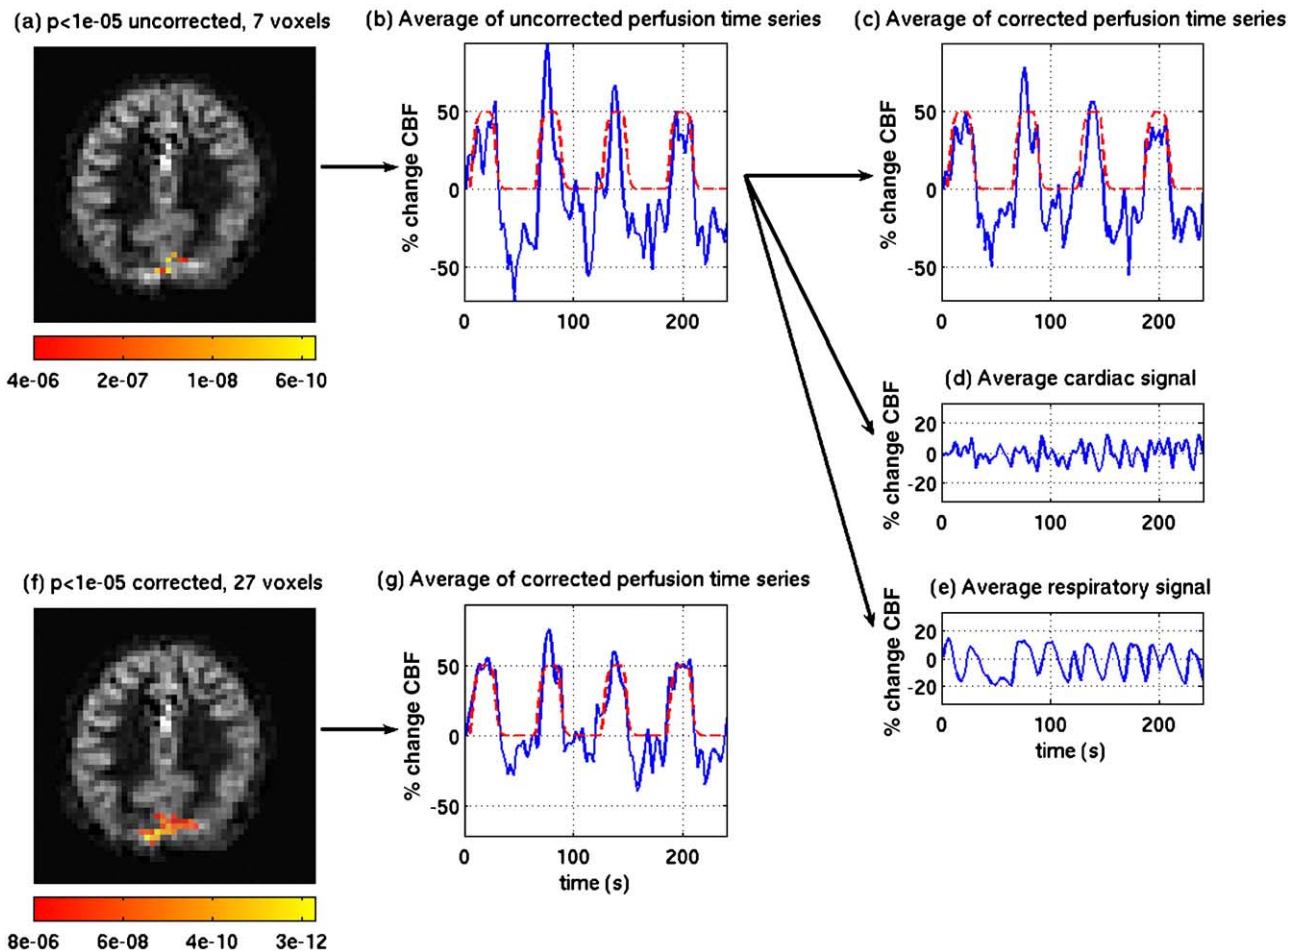 (a) p<1e-05 uncorrected, 7 voxels
4e-06 2e-07 1e-08 6e-10
(b) Average of uncorrected perfusion time series
% change CBF
50
0
-50
0 100 200
(c) Average of corrected perfusion time series
% change CBF
50
0
-50
0 100 200
(d) Average cardiac signal
% change CBF
20
0
-20
0 100 200
(e) Average respiratory signal
% change CBF
20
0
-20
0 100 200
time (s)
(f) p<1e-05 corrected, 27 voxels
8e-06 6e-08 4e-10 3e-12
(g) Average of corrected perfusion time series
% change CBF
50
0
-50
0 100 200
time (s)